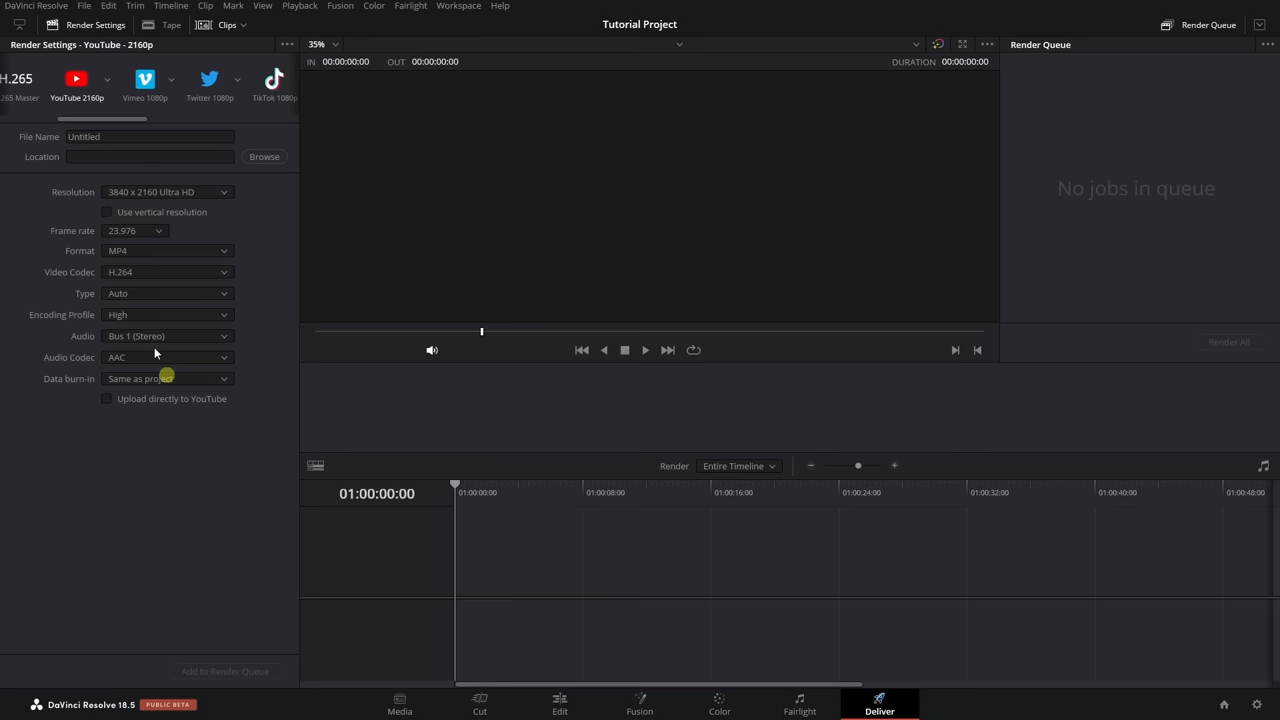 DaVinci Resolve File Edit Trim Timeline Clip Mark View Playback Fusion Color Fairlight Workspace Help
Render Settings Tape Clips Tutorial Project Render Queue
Render Settings - YouTube - 2160p 35% Render Queue
IN 00:00:00:00 OUT 00:00:00:00 DURATION 00:00:00:00
H.265
265 Master YouTube 2160p Vimeo 1080p Twitter 1080p TikTok 1080p
File Name Untitled
Location Browse
Resolution 3840 x 2160 Ultra HD
Use vertical resolution
Frame rate 23.976
Format MP4
Video Codec H.264
Type Auto
Encoding Profile High
Audio Bus 1 (Stereo)
Audio Codec AAC
Data burn-in Same as project
Upload directly to YouTube
Add to Render Queue
No jobs in queue
Render All
Render Entire Timeline
01:00:00:00 01:00:00:00 01:00:08:00 01:00:16:00 01:00:24:00 01:00:32:00 01:00:40:00 01:00:48:00
DaVinci Resolve 18.5 PUBLIC BETA Media Cut Edit Fusion Color Fairlight Deliver